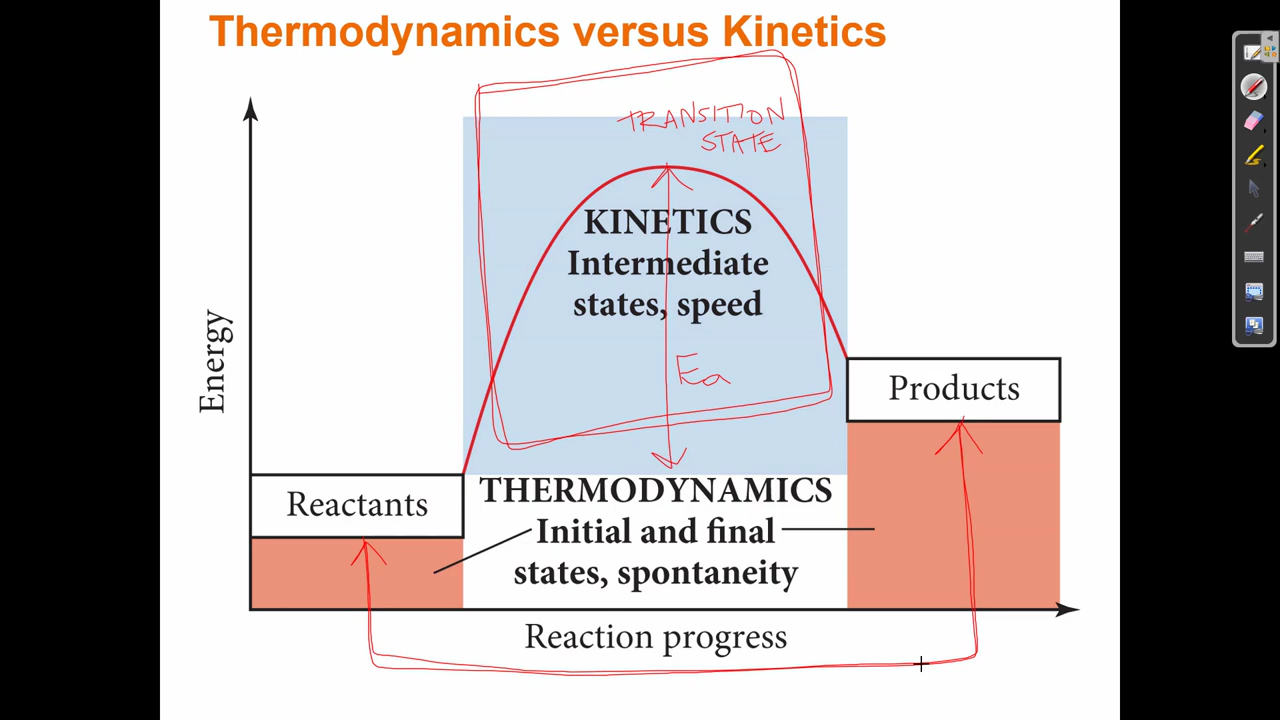 Thermodynamics versus Kinetics
TRANSITION
STATE
KINETICS
Intermediate
states, speed
Ea
Energy
Products
Reactants
THERMODYNAMICS
Initial and final
states, spontaneity
Reaction progress